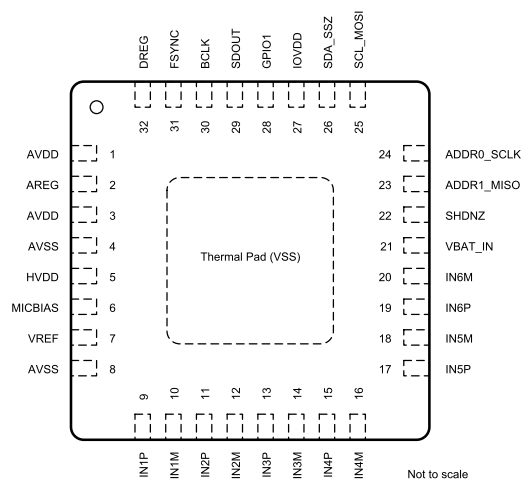 DREG
FSYNC
BCLK
SDOUT
GPIO1
IOVDD
SDA_SSZ
SCL_MOSI
32
31
30
29
28
27
26
25
AVDD 1
24 ADDR0_SCLK
AREG 2
23 ADDR1_MISO
AVDD 3
22 SHDNZ
AVSS 4
21 VBAT_IN
Thermal Pad (VSS)
HVDD 5
20 IN6M
MICBIAS 6
19 IN6P
VREF 7
18 IN5M
AVSS 8
17 IN5P
9
10
11
12
13
14
15
16
IN1P
IN1M
IN2P
IN2M
IN3P
IN3M
IN4P
IN4M
Not to scale